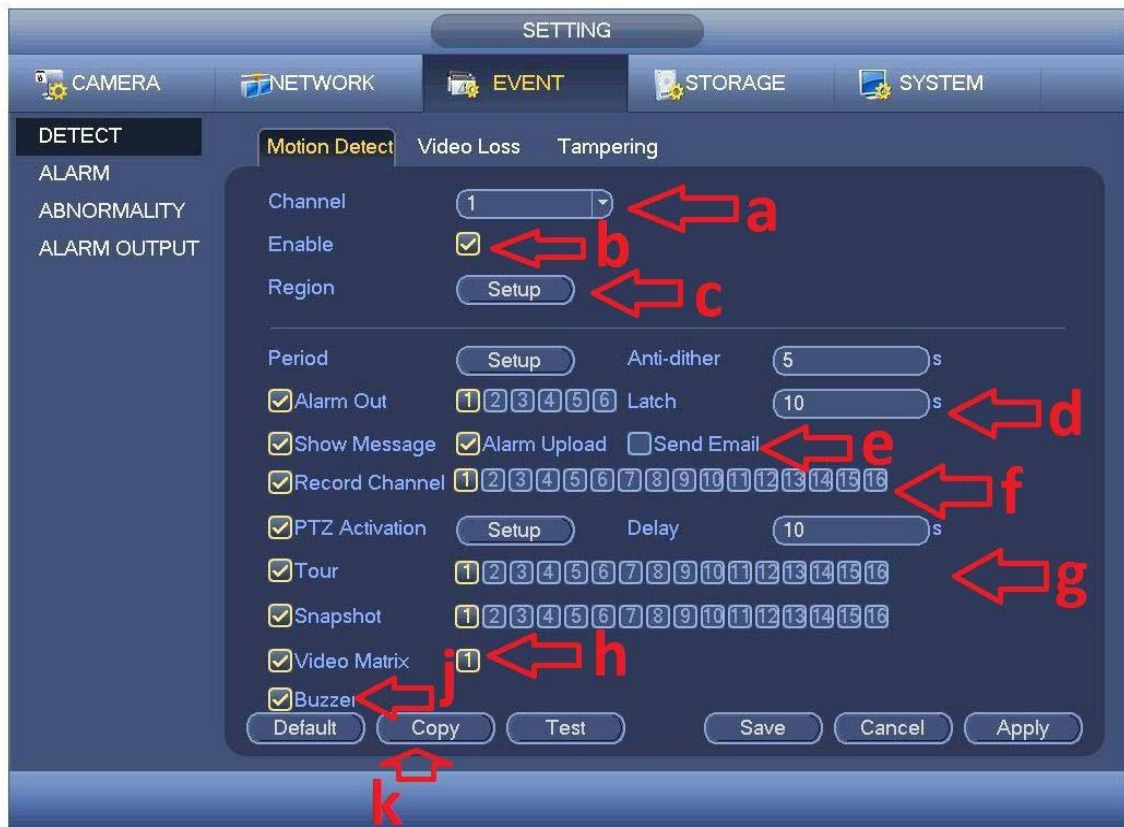 SETTING
CAMERA NETWORK EVENT STORAGE SYSTEM
DETECT
ALARM
ABNORMALITY
ALARM OUTPUT
Motion Detect Video Loss Tampering
Channel 1 a
Enable b
Region Setup c
Period Setup Anti-dither 5 s
Alarm Out 1 2 3 4 5 6 Latch 10 s d
Show Message Alarm Upload Send Email e
Record Channel 1 2 3 4 5 6 7 8 9 10 11 12 13 14 15 16 f
PTZ Activation Setup Delay 10 s
Tour 1 2 3 4 5 6 7 8 9 10 11 12 13 14 15 16 g
Snapshot 1 2 3 4 5 6 7 8 9 10 11 12 13 14 15 16
Video Matrix 1 h
Buzzer j
Default Copy Test Save Cancel Apply
k